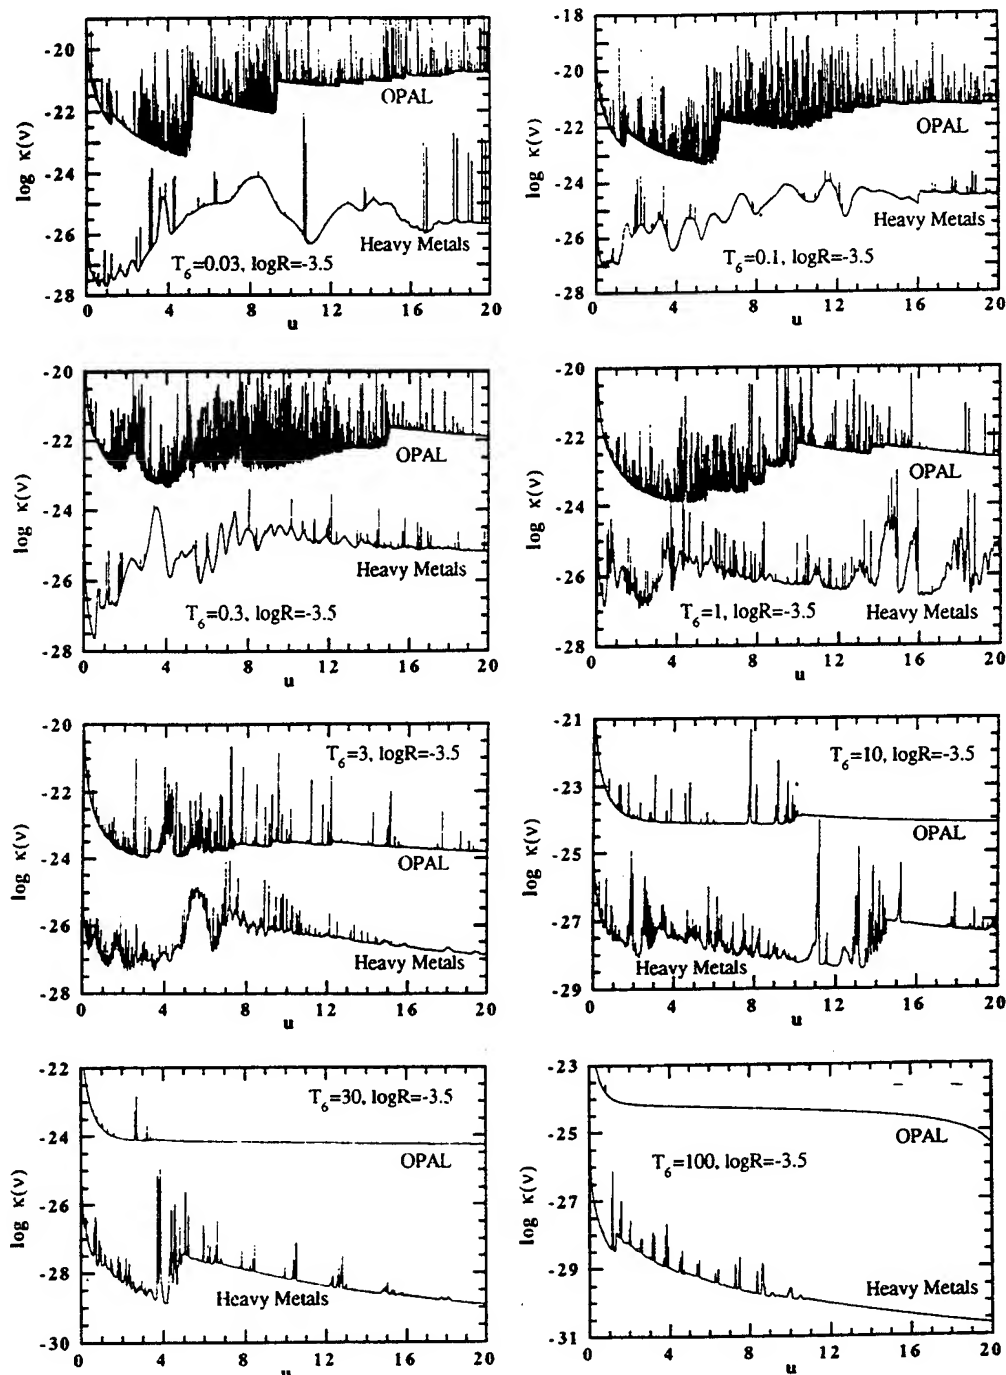 -20
-22
-24
-26
-28
log κ(ν)
OPAL
Heavy Metals
T6=0.03, logR=-3.5
0 4 8 12 16 20
u
-18
-20
-22
-24
-26
-28
log κ(ν)
OPAL
Heavy Metals
T6=0.1, logR=-3.5
0 4 8 12 16 20
u
-20
-22
-24
-26
-28
log κ(ν)
OPAL
Heavy Metals
T6=0.3, logR=-3.5
0 4 8 12 16 20
u
-20
-22
-24
-26
-28
log κ(ν)
OPAL
T6=1, logR=-3.5
Heavy Metals
0 4 8 12 16 20
u
-20
-22
-24
-26
-28
log κ(ν)
T6=3, logR=-3.5
OPAL
Heavy Metals
0 4 8 12 16 20
u
-21
-23
-25
-27
-29
log κ(ν)
T6=10, logR=-3.5
OPAL
Heavy Metals
0 4 8 12 16 20
u
-22
-24
-26
-28
-30
log κ(ν)
T6=30, logR=-3.5
OPAL
Heavy Metals
0 4 8 12 16 20
u
-23
-25
-27
-29
-31
log κ(ν)
OPAL
T6=100, logR=-3.5
Heavy Metals
0 4 8 12 16 20
u